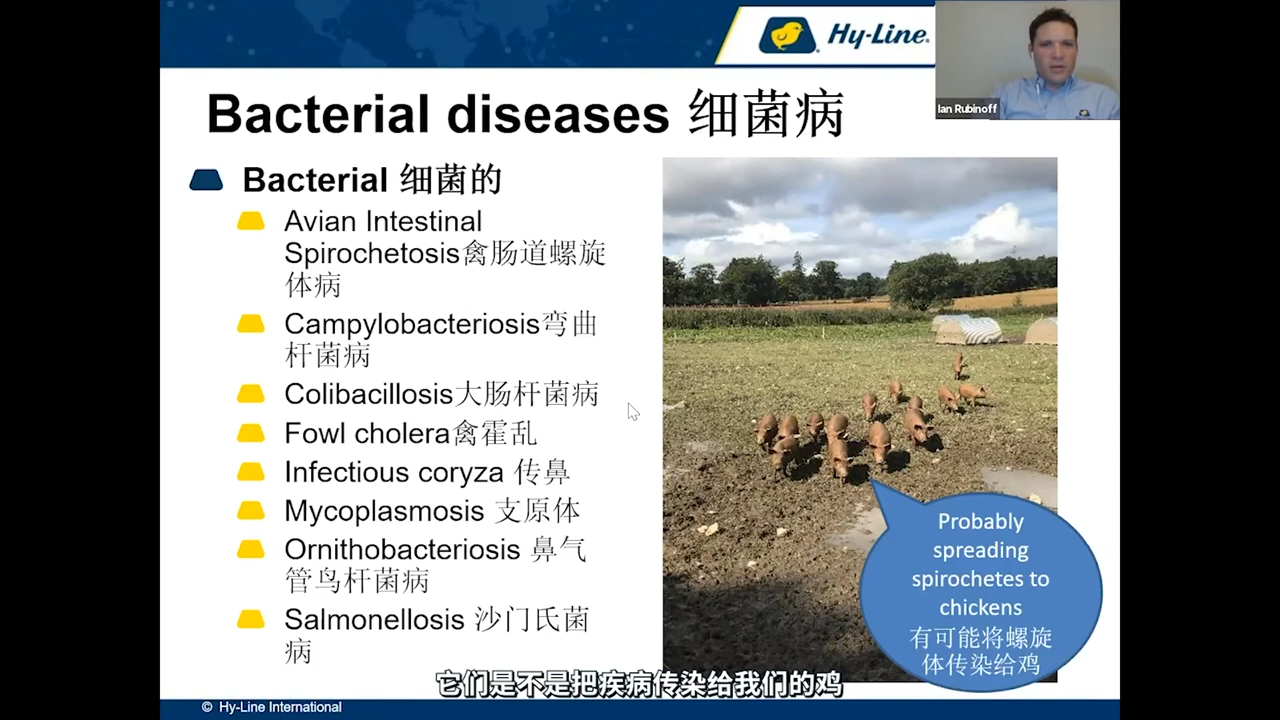 Hy-Line
Ian Rubinoff
Bacterial diseases 细菌病
Bacterial 细菌的
Avian Intestinal
Spirochetosis禽肠道螺旋
体病
Campylobacteriosis弯曲
杆菌病
Colibacillosis大肠杆菌病
Fowl cholera禽霍乱
Infectious coryza 传鼻
Mycoplasmosis 支原体
Ornithobacteriosis 鼻气
管鸟杆菌病
Salmonellosis 沙门氏菌
病
Probably
spreading
spirochetes to
chickens
有可能将螺旋
体传染给鸡
它们是不是把疾病传染给我们的鸡
© Hy-Line International